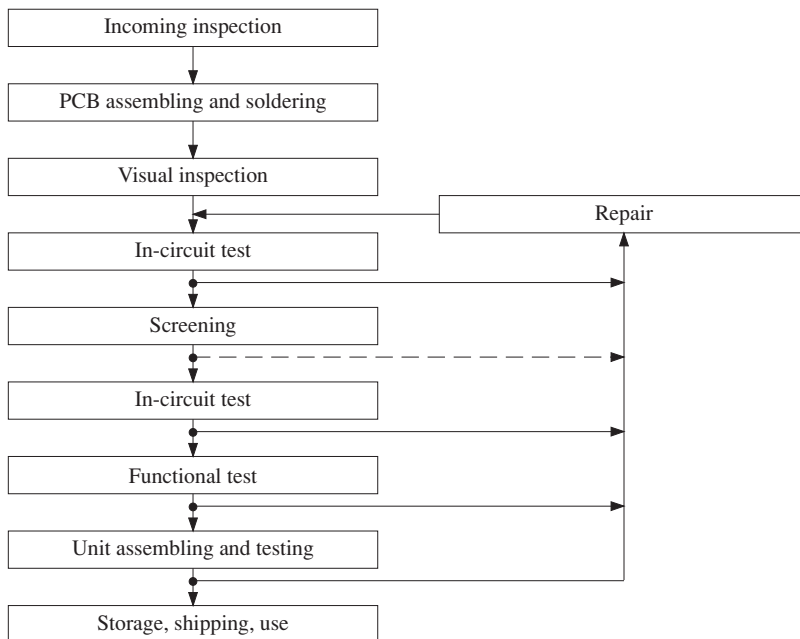 Incoming inspection
PCB assembling and soldering
Visual inspection
Repair
In-circuit test
Screening
In-circuit test
Functional test
Unit assembling and testing
Storage, shipping, use